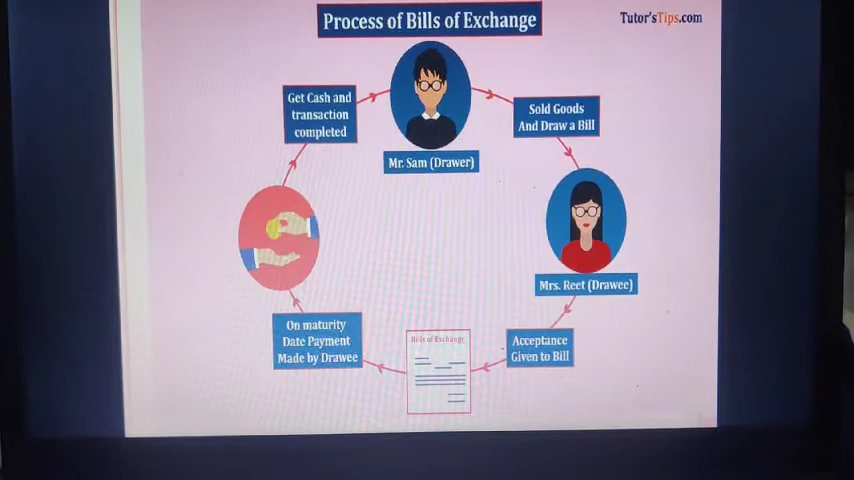 Process of Bills of Exchange
Tutor'sTips.com
Get Cash and
transaction
completed
Sold Goods
And Draw a Bill
Mr. Sam (Drawer)
Mrs. Reet (Drawee)
On maturity
Date Payment
Made by Drawee
Bills of Exchange
Acceptance
Given to Bill